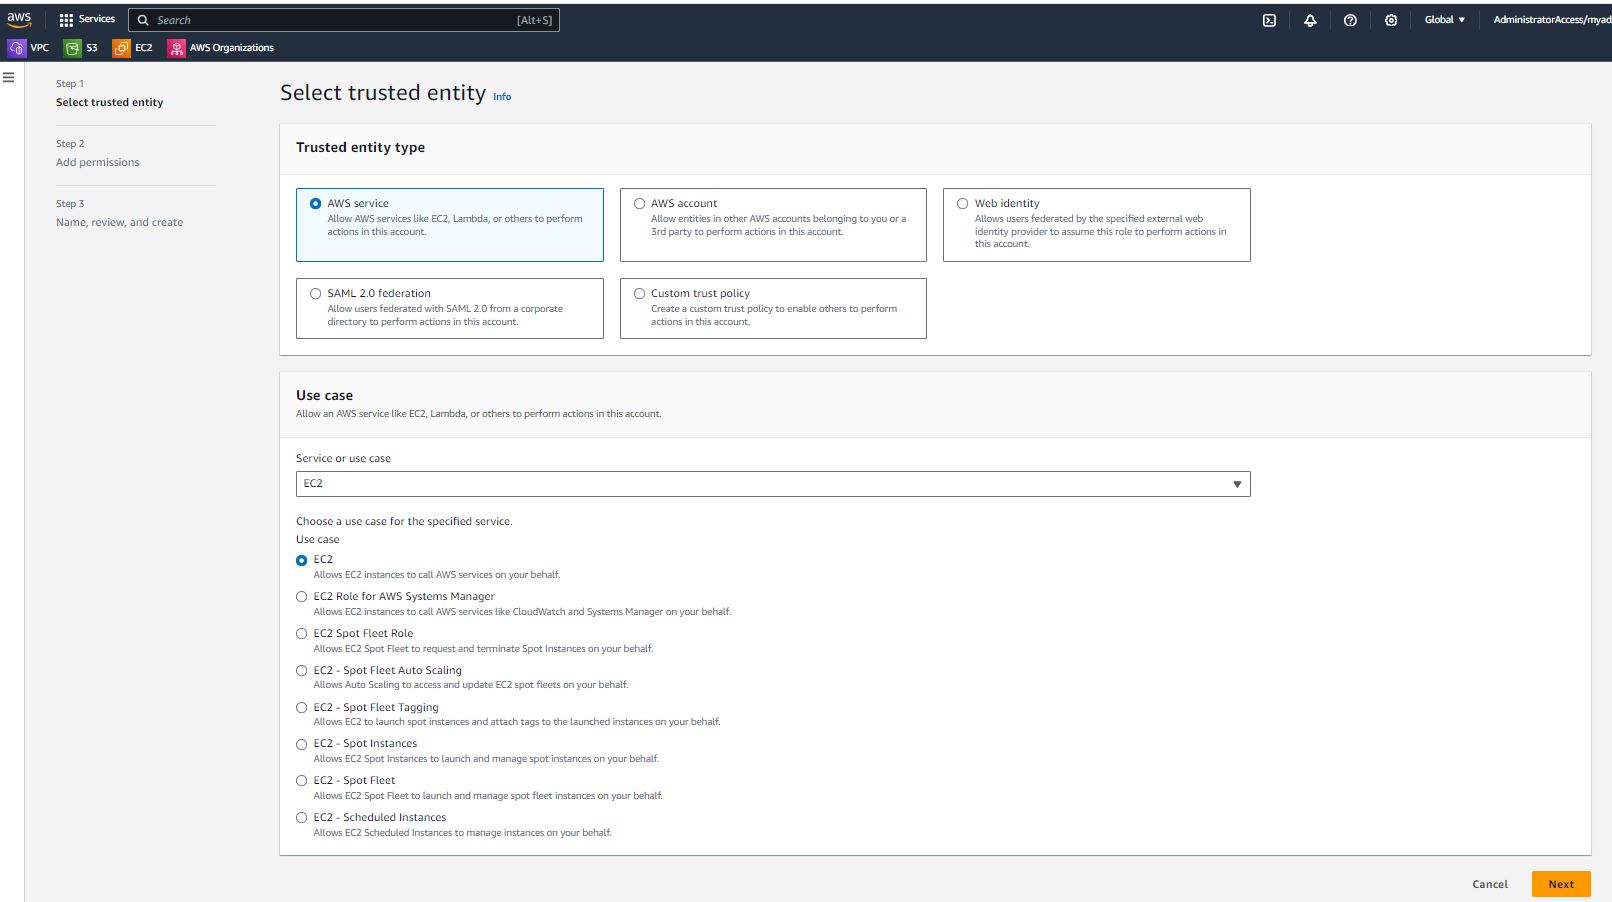 aws
Services
Search
[Alt+S]
Global
AdministratorAccess/myad
VPC
S3
EC2
AWS Organizations
Step 1
Select trusted entity
Step 2
Add permissions
Step 3
Name, review, and create
Select trusted entity Info
Trusted entity type
AWS service
Allow AWS services like EC2, Lambda, or others to perform
actions in this account.
AWS account
Allow entities in other AWS accounts belonging to you or a
3rd party to perform actions in this account.
Web identity
Allows users federated by the specified external web
identity provider to assume this role to perform actions in
this account.
SAML 2.0 federation
Allow users federated with SAML 2.0 from a corporate
directory to perform actions in this account.
Custom trust policy
Create a custom trust policy to enable others to perform
actions in this account.
Use case
Allow an AWS service like EC2, Lambda, or others to perform actions in this account.
Service or use case
EC2
Choose a use case for the specified service.
Use case
EC2
Allows EC2 instances to call AWS services on your behalf.
EC2 Role for AWS Systems Manager
Allows EC2 instances to call AWS services like CloudWatch and Systems Manager on your behalf.
EC2 Spot Fleet Role
Allows EC2 Spot Fleet to request and terminate Spot Instances on your behalf.
EC2 - Spot Fleet Auto Scaling
Allows Auto Scaling to access and update EC2 spot fleets on your behalf.
EC2 - Spot Fleet Tagging
Allows EC2 to launch spot instances and attach tags to the launched instances on your behalf.
EC2 - Spot Instances
Allows EC2 Spot Instances to launch and manage spot instances on your behalf.
EC2 - Spot Fleet
Allows EC2 Spot Fleet to launch and manage spot fleet instances on your behalf.
EC2 - Scheduled Instances
Allows EC2 Scheduled Instances to manage instances on your behalf.
Cancel
Next